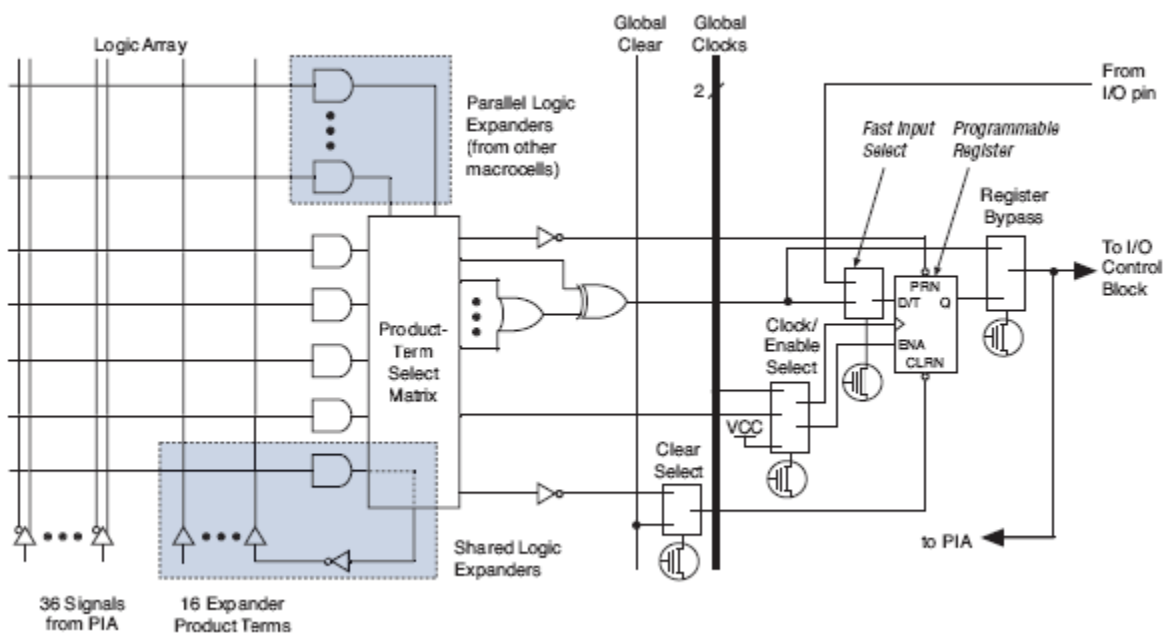 Logic Array
Global
Clear
Global
Clocks
Parallel Logic
Expanders
(from other
macrocells)
2
From
I/O pin
Fast Input
Select
Programmable
Register
Register
Bypass
To I/O
Control
Block
PRN
D/T Q
ENA
CLRN
Clock/
Enable
Select
Product-
Term
Select
Matrix
VCC
Clear
Select
to PIA
Shared Logic
Expanders
36 Signals
from PIA
16 Expander
Product Terms